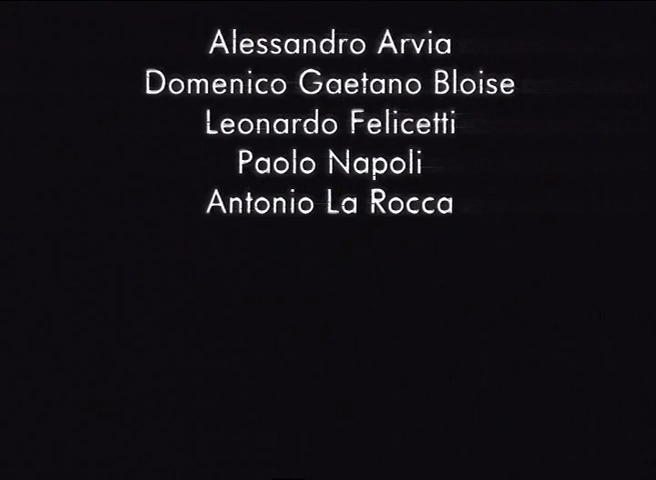 Alessandro Arvia
Domenico Gaetano Bloise
Leonardo Felicetti
Paolo Napoli
Antonio La Rocca